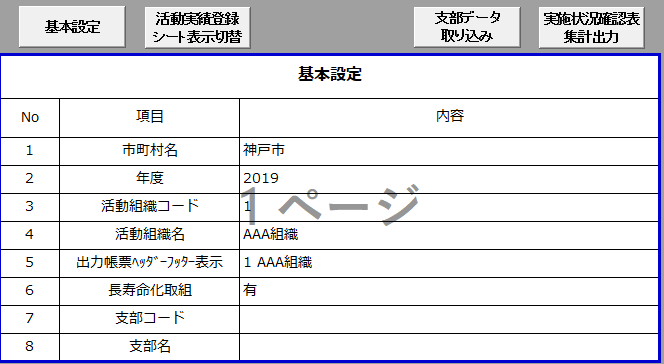 基本設定
活動実績登録
シート表示切替
支部データ
取り込み
実施状況確認表
集計出力
基本設定
No 項目 内容
1 市町村名 神戸市
2 年度 2019
3 活動組織コード 1
4 活動組織名 AAA組織
5 出力帳票ﾍｯﾀﾞｰﾌｯﾀｰ表示 1 AAA組織
6 長寿命化取組 有
7 支部コード
8 支部名
1 ページ